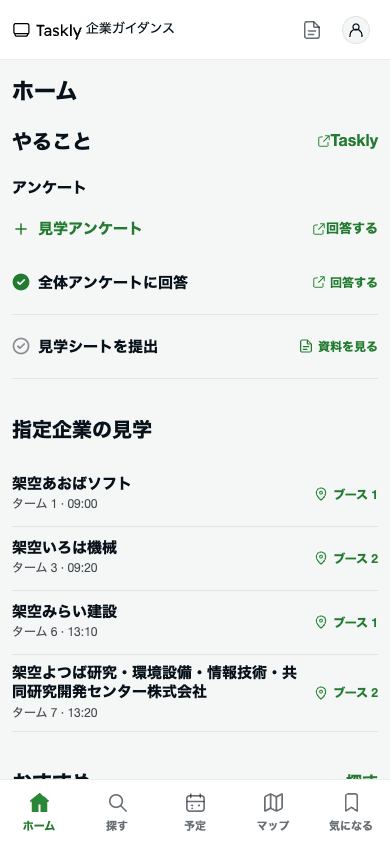 Taskly 企業ガイダンス
ホーム
やること
Taskly
アンケート
見学アンケート
回答する
全体アンケートに回答
回答する
見学シートを提出
資料を見る
指定企業の見学
架空あおばソフト
ターム 1 · 09:00
ブース 1
架空いろは機械
ターム 3 · 09:20
ブース 2
架空みらい建設
ターム 6 · 13:10
ブース 1
架空よつば研究・環境設備・情報技術・共
同研究開発センター株式会社
ターム 7 · 13:20
ブース 2
おすすめ
探す
ホーム
探す
予定
マップ
気になる